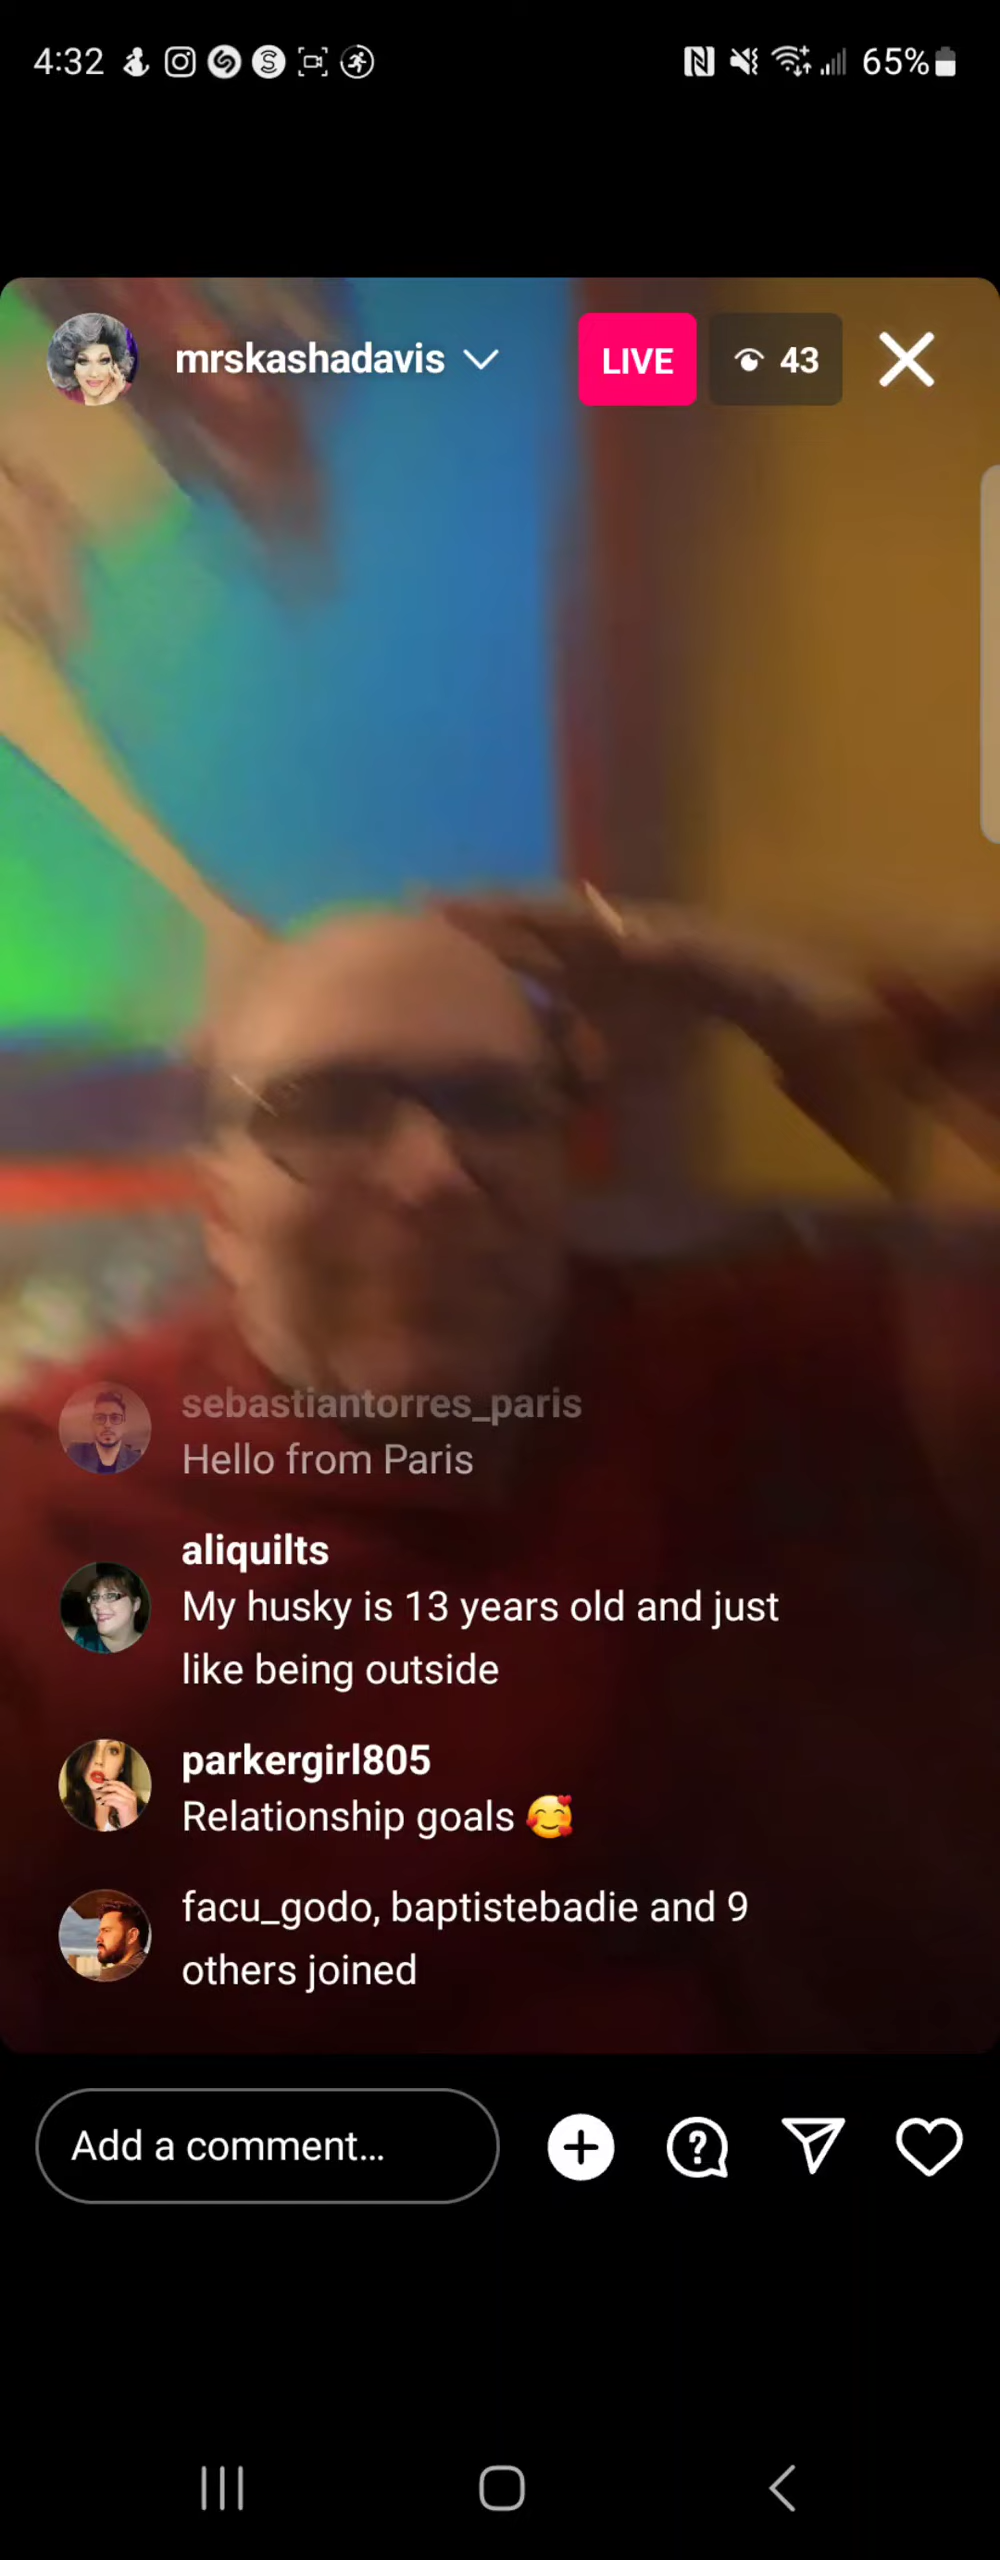 4:32
65%
mrskashadavis
LIVE
43
sebastiantorres_paris
Hello from Paris
aliquilts
My husky is 13 years old and just
like being outside
parkergirl805
Relationship goals 🥰
facu_godo, baptistebadie and 9
others joined
Add a comment...